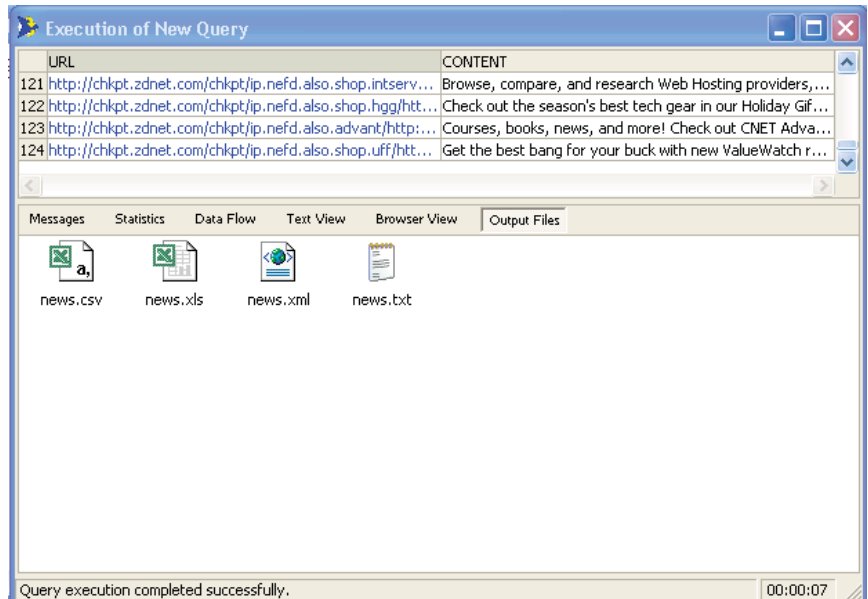 Execution of New Query
URL CONTENT
121 http://chkpt.zdnet.com/chkpt/ip.nefd.also.shop.intserv... Browse, compare, and research Web Hosting providers,...
122 http://chkpt.zdnet.com/chkpt/ip.nefd.also.shop.hgg/htt... Check out the season's best tech gear in our Holiday Gif...
123 http://chkpt.zdnet.com/chkpt/ip.nefd.also.advant/http:... Courses, books, news, and more! Check out CNET Adva...
124 http://chkpt.zdnet.com/chkpt/ip.nefd.also.shop.uff/htt... Get the best bang for your buck with new ValueWatch r...
Messages Statistics Data Flow Text View Browser View Output Files
a,
news.csv news.xls news.xml news.txt
Query execution completed successfully. 00:00:07